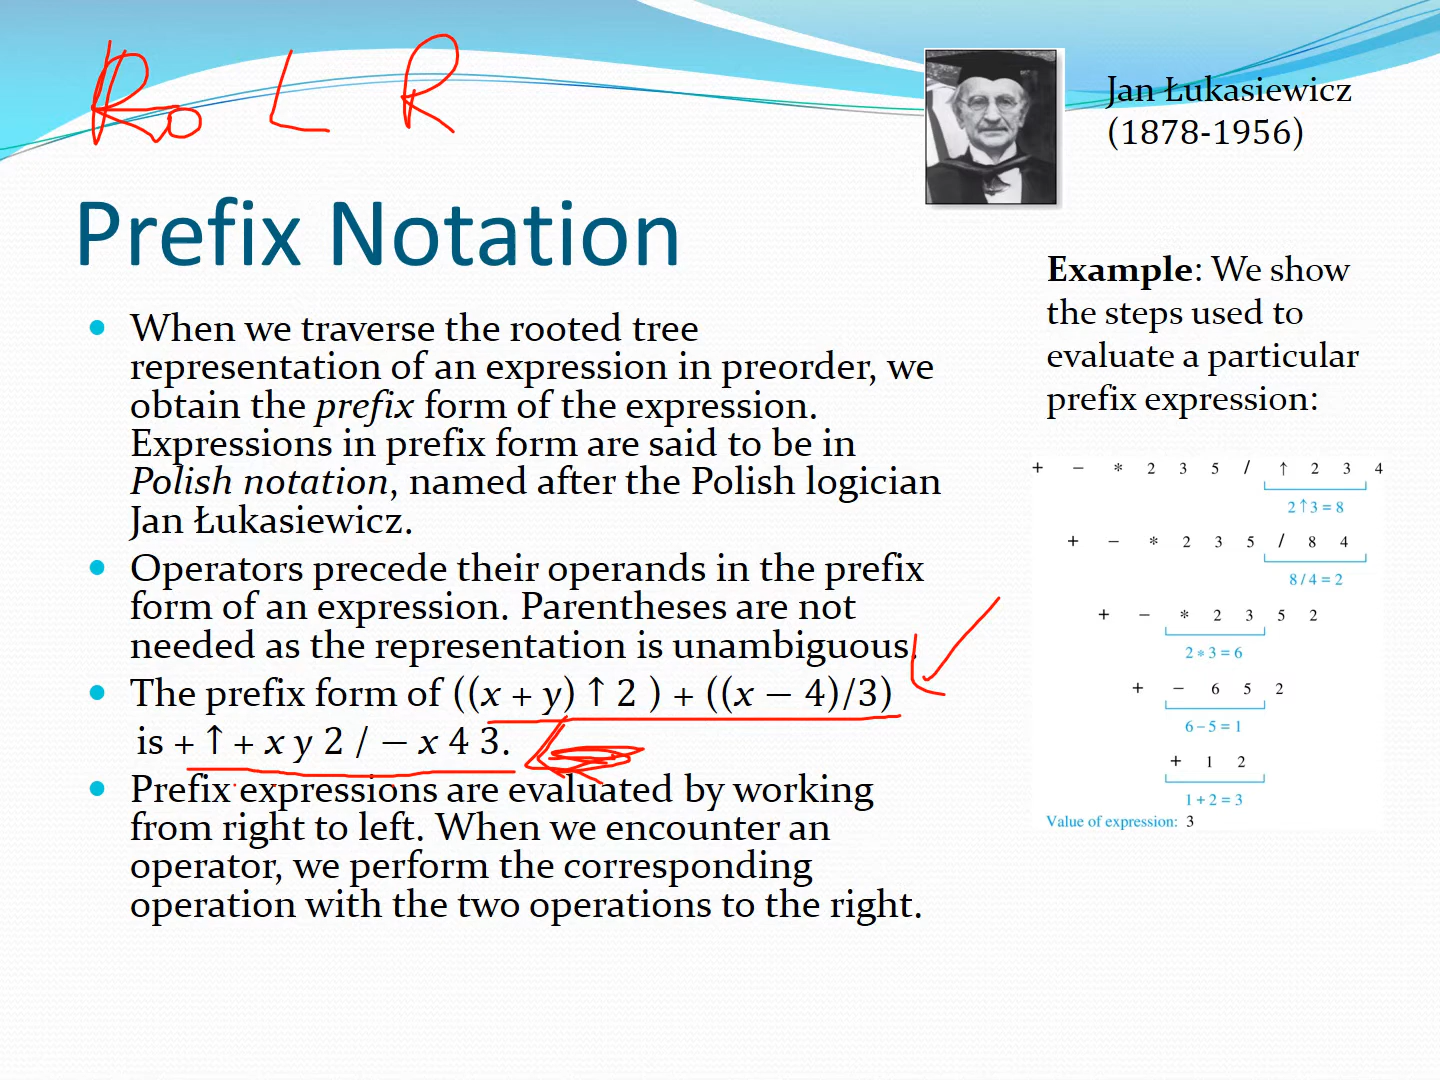 Ro L R
Jan Łukasiewicz
(1878-1956)
Prefix Notation
• When we traverse the rooted tree
representation of an expression in preorder, we
obtain the prefix form of the expression.
Expressions in prefix form are said to be in
Polish notation, named after the Polish logician
Jan Łukasiewicz.
• Operators precede their operands in the prefix
form of an expression. Parentheses are not
needed as the representation is unambiguous.
• The prefix form of ((x + y) ↑ 2 ) + ((x − 4)/3)
is + ↑ + x y 2 / − x 4 3.
• Prefix expressions are evaluated by working
from right to left. When we encounter an
operator, we perform the corresponding
operation with the two operations to the right.
Example: We show
the steps used to
evaluate a particular
prefix expression:
+ − * 2 3 5 / ↑ 2 3 4
2 ↑ 3 = 8
+ − * 2 3 5 / 8 4
8 / 4 = 2
+ − * 2 3 5 2
2 * 3 = 6
+ − 6 5 2
6 − 5 = 1
+ 1 2
1 + 2 = 3
Value of expression: 3